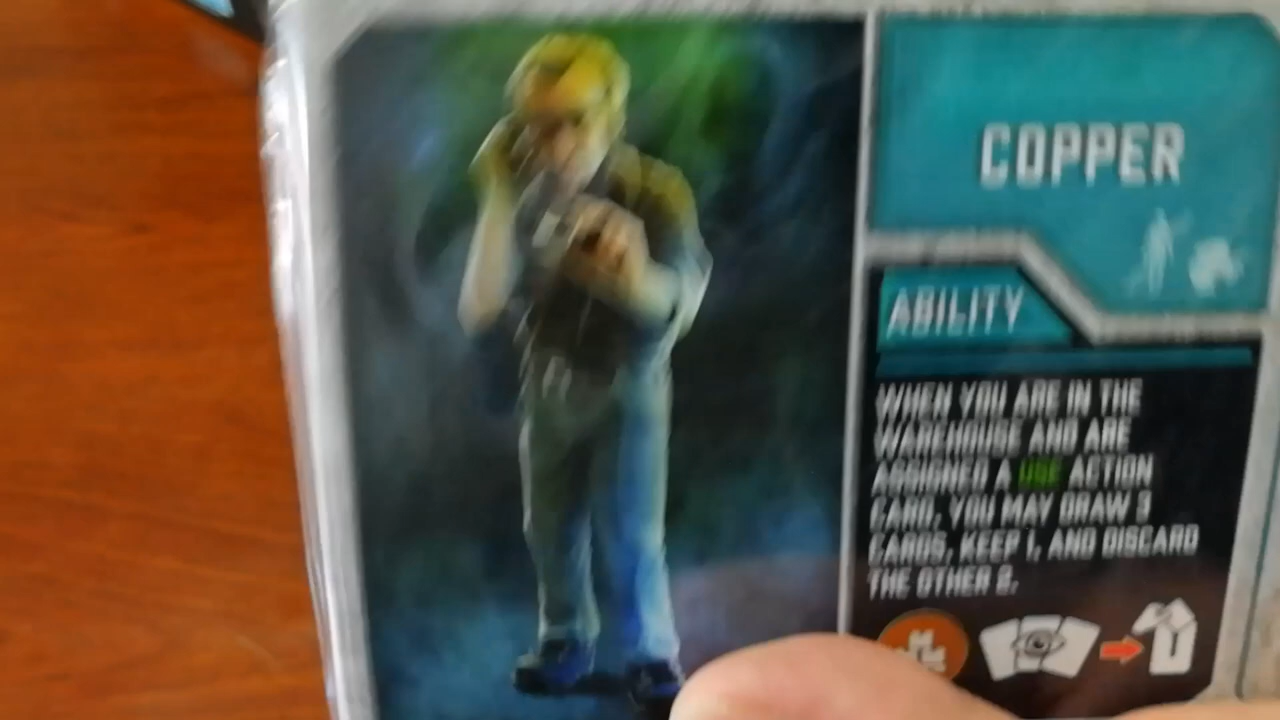 COPPER
ABILITY
WHEN YOU ARE IN THE
WAREHOUSE AND ARE
ASSIGNED A USE ACTION
CARD, YOU MAY DRAW 3
CARDS, KEEP 1, AND DISCARD
THE OTHER 2.